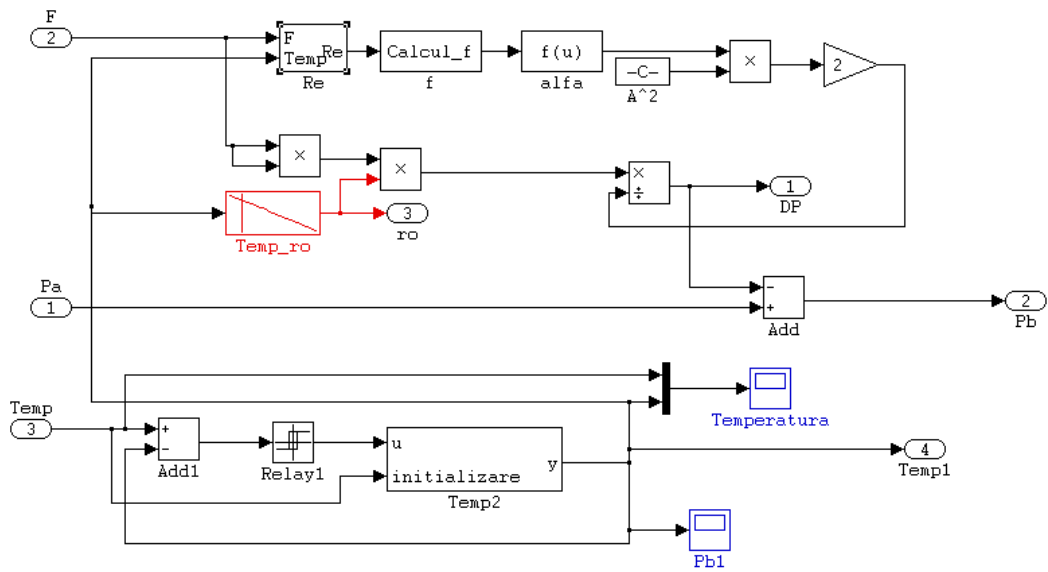 F
2
F
Temp
Re
Re
Calcul_f
f
f(u)
alfa
-C-
A^2
×
2
×
×
Temp_ro
3
ro
×
÷
1
DP
Pa
1
−
+
Add
2
Pb
Temp
3
+
−
Add1
Relay1
u
initializare
y
Temp2
Temperatura
4
Temp1
Pb1